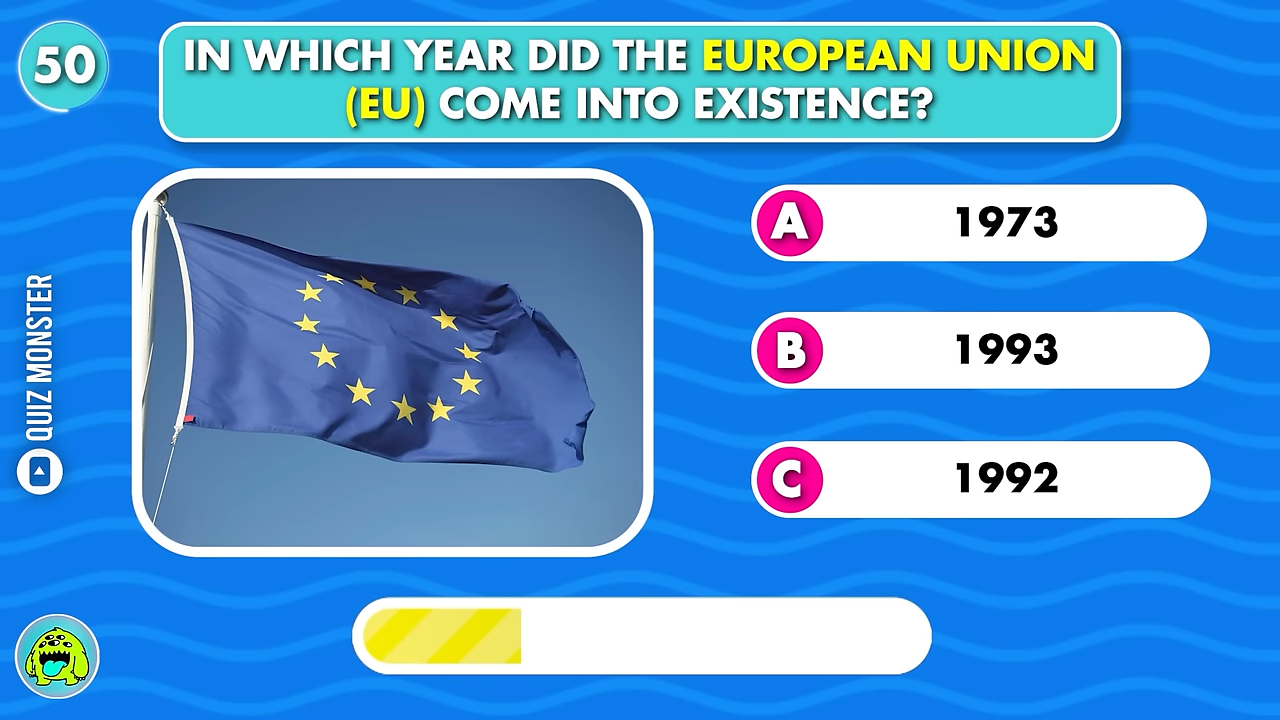 50
IN WHICH YEAR DID THE EUROPEAN UNION
(EU) COME INTO EXISTENCE?
A 1973
B 1993
C 1992
QUIZ MONSTER